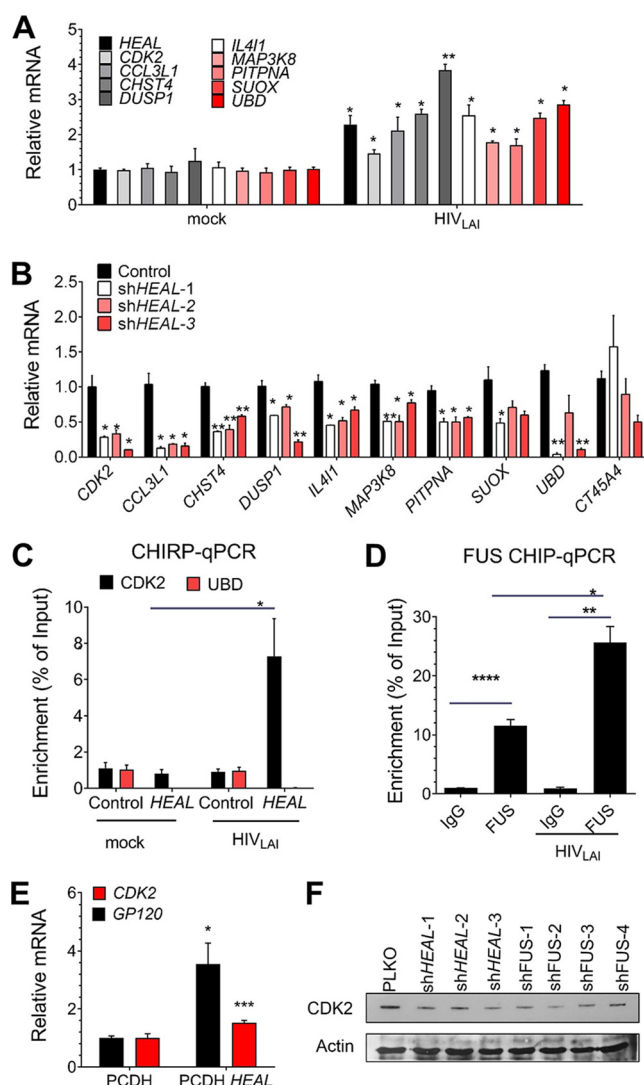 A
Relative mRNA
5
4
3
2
1
0
HEAL
CDK2
CCL3L1
CHST4
DUSP1
IL4I1
MAP3K8
PITPNA
SUOX
UBD
* * * * ** * * * * *
mock
HIVLAI
B
Relative mRNA
2.5
2.0
1.5
1.0
0.5
0.0
Control
shHEAL-1
shHEAL-2
shHEAL-3
CDK2
CCL3L1
CHST4
DUSP1
IL4I1
MAP3K8
PITPNA
SUOX
UBD
CT45A4
C
CHIRP-qPCR
CDK2
UBD
Enrichment (% of Input)
10
8
6
4
2
0
*
Control HEAL Control HEAL
mock
HIVLAI
D
FUS CHIP-qPCR
Enrichment (% of Input)
30
20
10
0
*
**
****
IgG
FUS
IgG
FUS
HIVLAI
E
Relative mRNA
6
4
2
0
CDK2
GP120
*
***
PCDH
PCDH HEAL
F
PLKO
shHEAL-1
shHEAL-2
shHEAL-3
shFUS-1
shFUS-2
shFUS-3
shFUS-4
CDK2
Actin